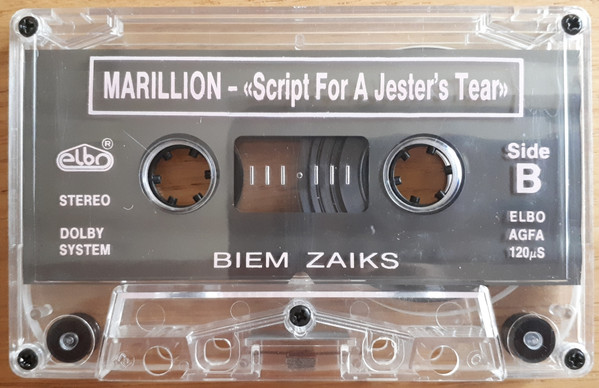 MARILLION – «Script For A Jester's Tear»
elbo®
Side
B
STEREO
DOLBY
SYSTEM
ELBO
AGFA
120µS
BIEM ZAIKS